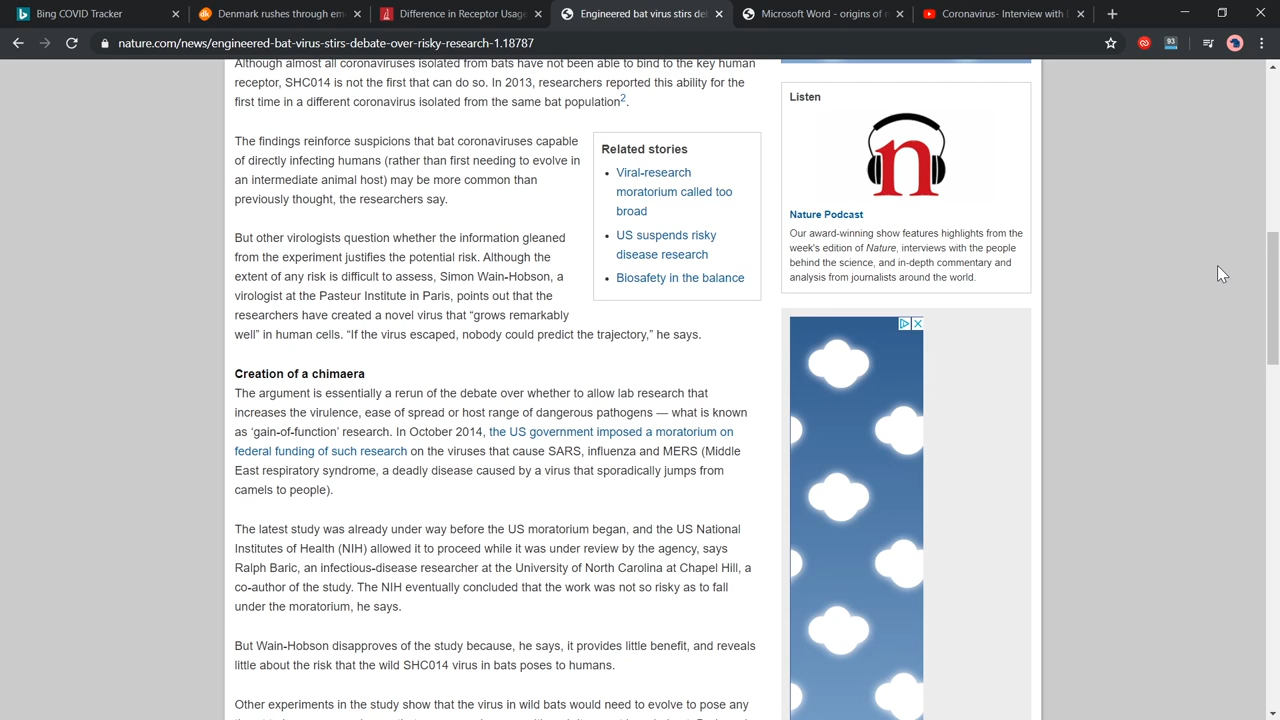 Bing COVID Tracker
Denmark rushes through em
Difference in Receptor Usage
Engineered bat virus stirs de
Microsoft Word - origins of
Coronavirus- Interview with
nature.com/news/engineered-bat-virus-stirs-debate-over-risky-research-1.18787
93
Although almost all coronaviruses isolated from bats have not been able to bind to the key human
receptor, SHC014 is not the first that can do so. In 2013, researchers reported this ability for the
first time in a different coronavirus isolated from the same bat population2.
The findings reinforce suspicions that bat coronaviruses capable
of directly infecting humans (rather than first needing to evolve in
an intermediate animal host) may be more common than
previously thought, the researchers say.
But other virologists question whether the information gleaned
from the experiment justifies the potential risk. Although the
extent of any risk is difficult to assess, Simon Wain-Hobson, a
virologist at the Pasteur Institute in Paris, points out that the
researchers have created a novel virus that “grows remarkably
well” in human cells. “If the virus escaped, nobody could predict the trajectory,” he says.
Related stories
Viral-research
moratorium called too
broad
US suspends risky
disease research
Biosafety in the balance
Creation of a chimaera
The argument is essentially a rerun of the debate over whether to allow lab research that
increases the virulence, ease of spread or host range of dangerous pathogens — what is known
as ‘gain-of-function’ research. In October 2014, the US government imposed a moratorium on
federal funding of such research on the viruses that cause SARS, influenza and MERS (Middle
East respiratory syndrome, a deadly disease caused by a virus that sporadically jumps from
camels to people).
The latest study was already under way before the US moratorium began, and the US National
Institutes of Health (NIH) allowed it to proceed while it was under review by the agency, says
Ralph Baric, an infectious-disease researcher at the University of North Carolina at Chapel Hill, a
co-author of the study. The NIH eventually concluded that the work was not so risky as to fall
under the moratorium, he says.
But Wain-Hobson disapproves of the study because, he says, it provides little benefit, and reveals
little about the risk that the wild SHC014 virus in bats poses to humans.
Other experiments in the study show that the virus in wild bats would need to evolve to pose any
Listen
n
Nature Podcast
Our award-winning show features highlights from the
week's edition of Nature, interviews with the people
behind the science, and in-depth commentary and
analysis from journalists around the world.